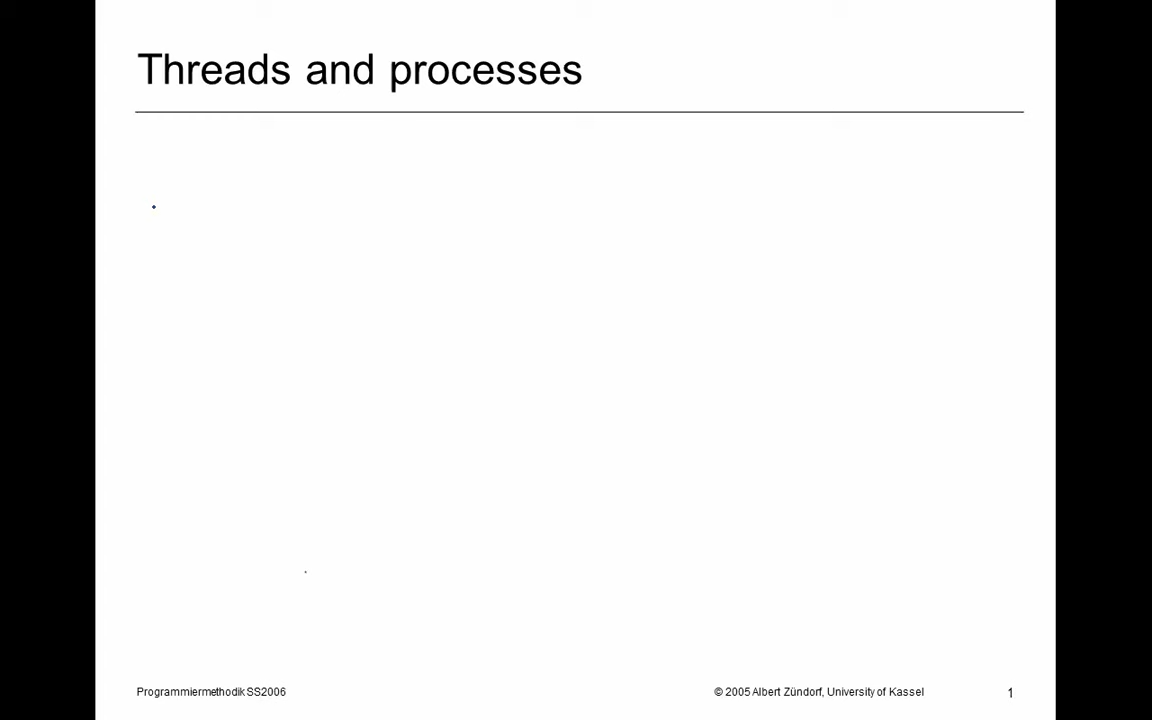 Threads and processes
Programmiermethodik SS2006
© 2005 Albert Zündorf, University of Kassel
1